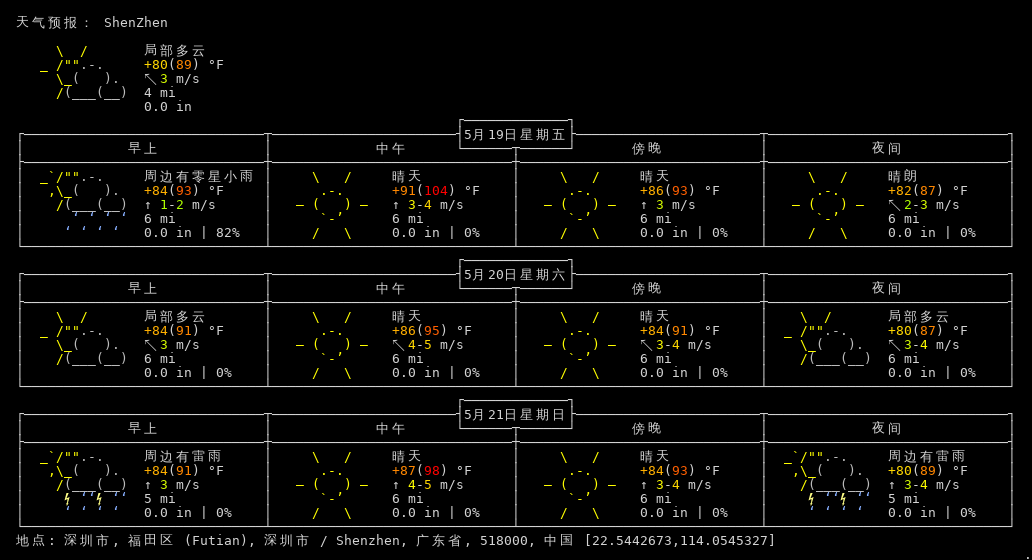 天气预报： ShenZhen
局部多云
+80(89) °F
↖3 m/s
4 mi
0.0 in
5月19日星期五
早上 中午 傍晚 夜间
周边有零星小雨 晴天 晴天 晴朗
+84(93) °F +91(104) °F +86(93) °F +82(87) °F
↑ 1-2 m/s ↑ 3-4 m/s ↑ 3 m/s ↖2-3 m/s
6 mi 6 mi 6 mi 6 mi
0.0 in | 82% 0.0 in | 0% 0.0 in | 0% 0.0 in | 0%
5月20日星期六
早上 中午 傍晚 夜间
局部多云 晴天 晴天 局部多云
+84(91) °F +86(95) °F +84(91) °F +80(87) °F
↖3 m/s ↖4-5 m/s ↖3-4 m/s ↖3-4 m/s
6 mi 6 mi 6 mi 6 mi
0.0 in | 0% 0.0 in | 0% 0.0 in | 0% 0.0 in | 0%
5月21日星期日
早上 中午 傍晚 夜间
周边有雷雨 晴天 晴天 周边有雷雨
+84(91) °F +87(98) °F +84(93) °F +80(89) °F
↑ 3 m/s ↑ 4-5 m/s ↑ 3-4 m/s ↑ 3-4 m/s
5 mi 6 mi 6 mi 5 mi
0.0 in | 0% 0.0 in | 0% 0.0 in | 0% 0.0 in | 0%
地点: 深圳市, 福田区 (Futian), 深圳市 / Shenzhen, 广东省, 518000, 中国 [22.5442673,114.0545327]